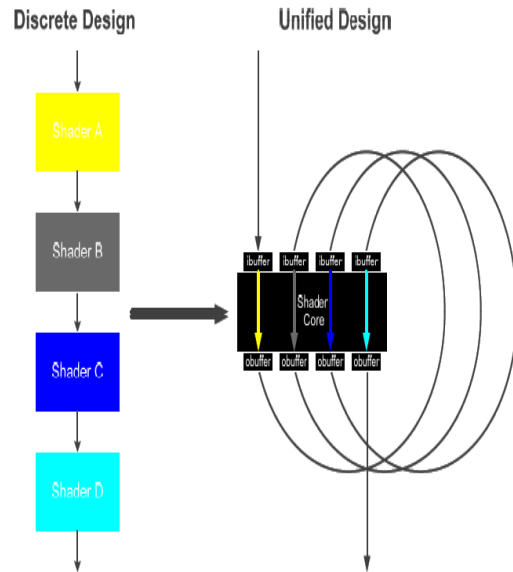 Discrete Design
Unified Design
Shader A
Shader B
Shader C
Shader D
ibuffer ibuffer ibuffer ibuffer
Shader
Core
obuffer obuffer obuffer obuffer